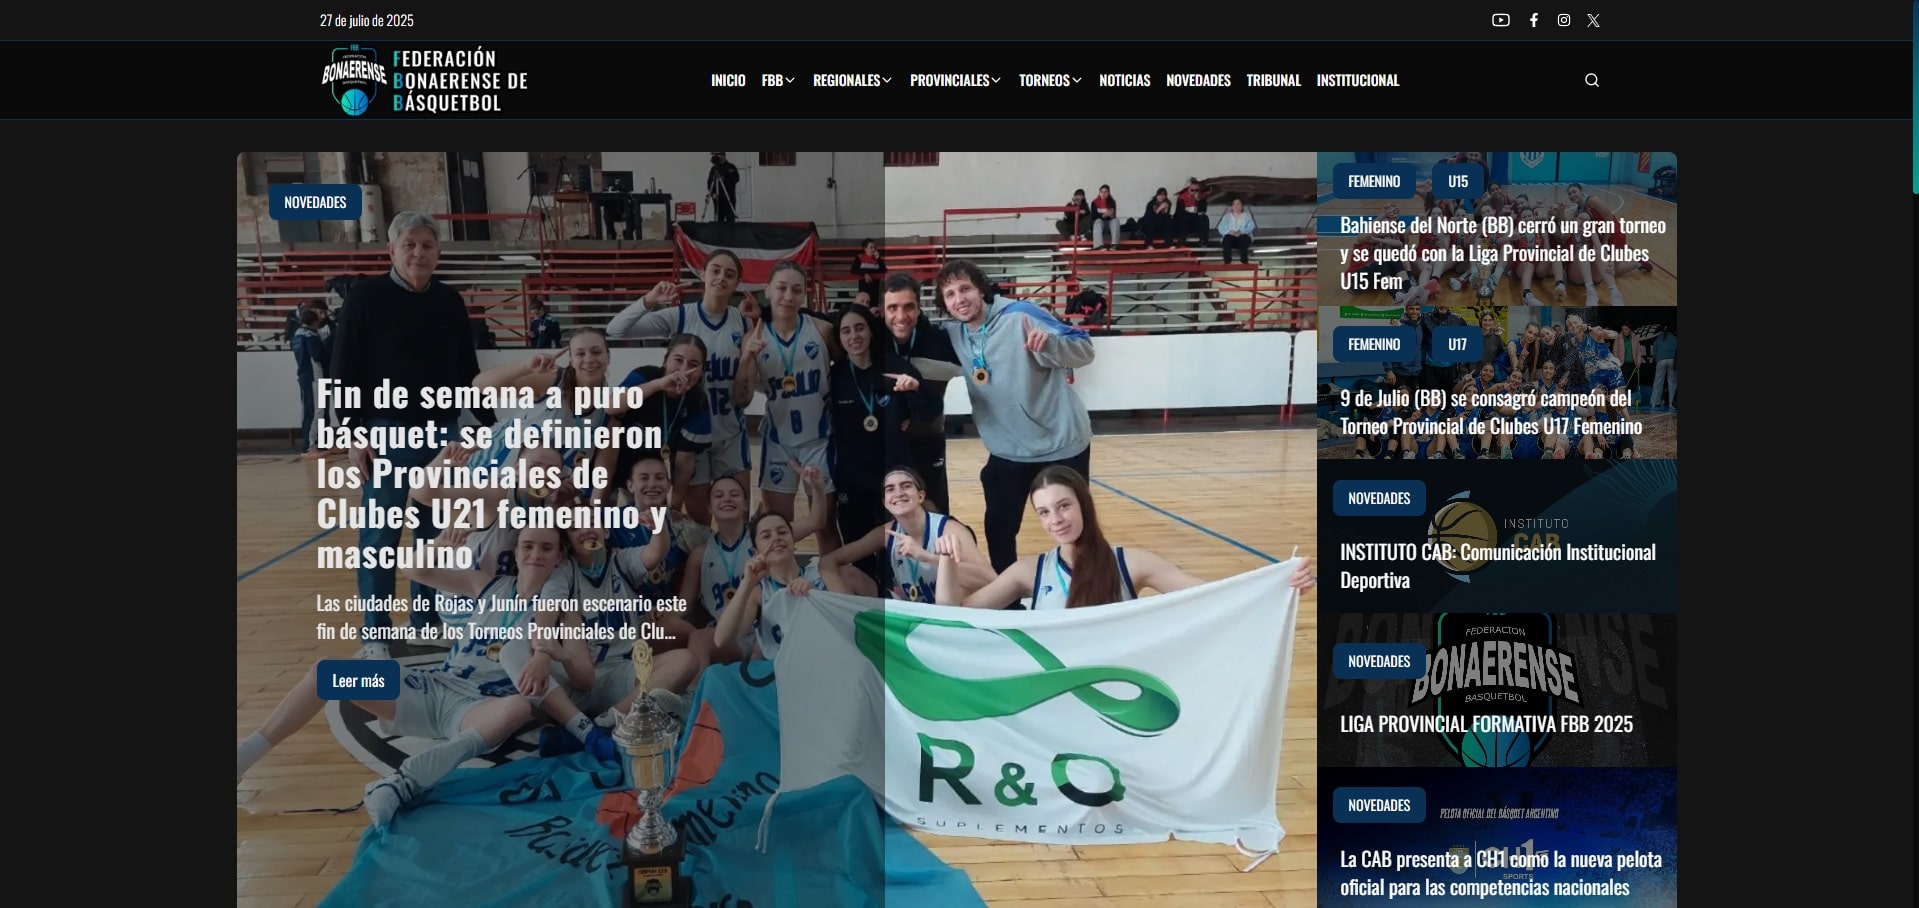 27 de julio de 2025
FBB
FEDERACIÓN
BONAERENSE
BÁSQUETBOL
FEDERACIÓN
BONAERENSE DE
BÁSQUETBOL
INICIO FBB REGIONALES PROVINCIALES TORNEOS NOTICIAS NOVEDADES TRIBUNAL INSTITUCIONAL
NOVEDADES
Fin de semana a puro
básquet: se definieron
los Provinciales de
Clubes U21 femenino y
masculino
Las ciudades de Rojas y Junín fueron escenario este
fin de semana de los Torneos Provinciales de Clu...
Leer más
R & O
SUPLEMENTOS
FEMENINO U15
Bahiense del Norte (BB) cerró un gran torneo
y se quedó con la Liga Provincial de Clubes
U15 Fem
FEMENINO U17
9 de Julio (BB) se consagró campeón del
Torneo Provincial de Clubes U17 Femenino
NOVEDADES
INSTITUTO
CAB
INSTITUTO CAB: Comunicación Institucional
Deportiva
FEDERACION
BONAERENSE
BASQUETBOL
NOVEDADES
LIGA PROVINCIAL FORMATIVA FBB 2025
NOVEDADES
PELOTA OFICIAL DEL BÁSQUET ARGENTINO
CH1
SPORTS
La CAB presenta a CH1 como la nueva pelota
oficial para las competencias nacionales